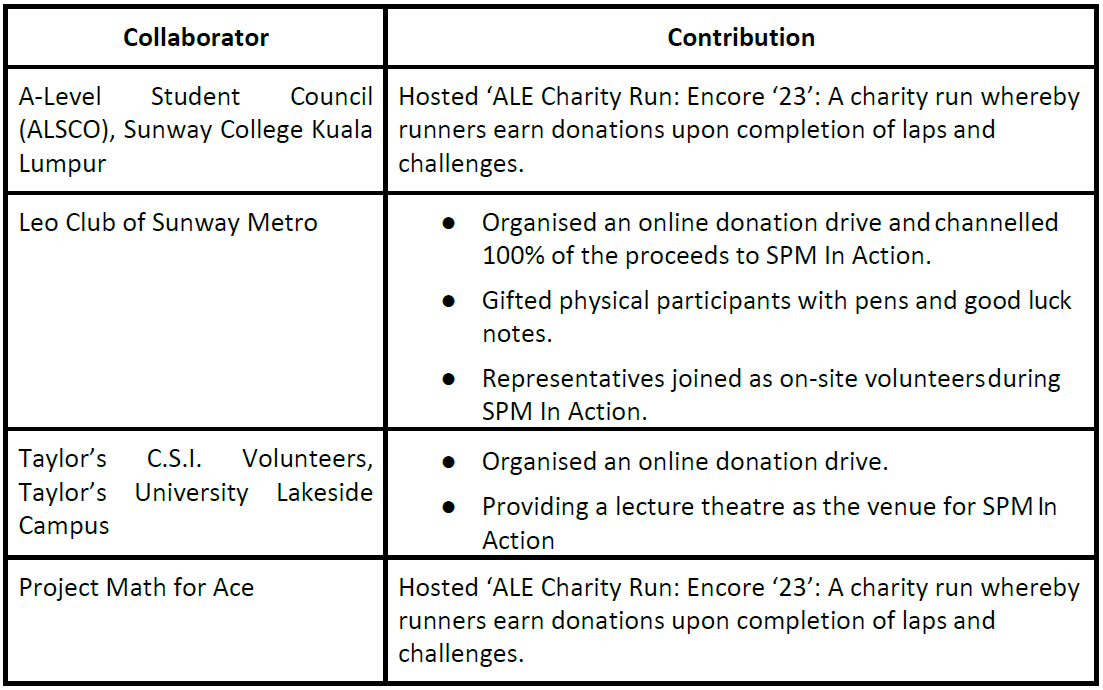 Collaborator
Contribution
A-Level Student Council
(ALSCO), Sunway College Kuala
Lumpur
Hosted ‘ALE Charity Run: Encore ‘23’: A charity run whereby
runners earn donations upon completion of laps and
challenges.
Leo Club of Sunway Metro
● Organised an online donation drive and channelled
100% of the proceeds to SPM In Action.
● Gifted physical participants with pens and good luck
notes.
● Representatives joined as on-site volunteers during
SPM In Action.
Taylor’s C.S.I. Volunteers,
Taylor’s University Lakeside
Campus
● Organised an online donation drive.
● Providing a lecture theatre as the venue for SPM In
Action
Project Math for Ace
Hosted ‘ALE Charity Run: Encore ‘23’: A charity run whereby
runners earn donations upon completion of laps and
challenges.